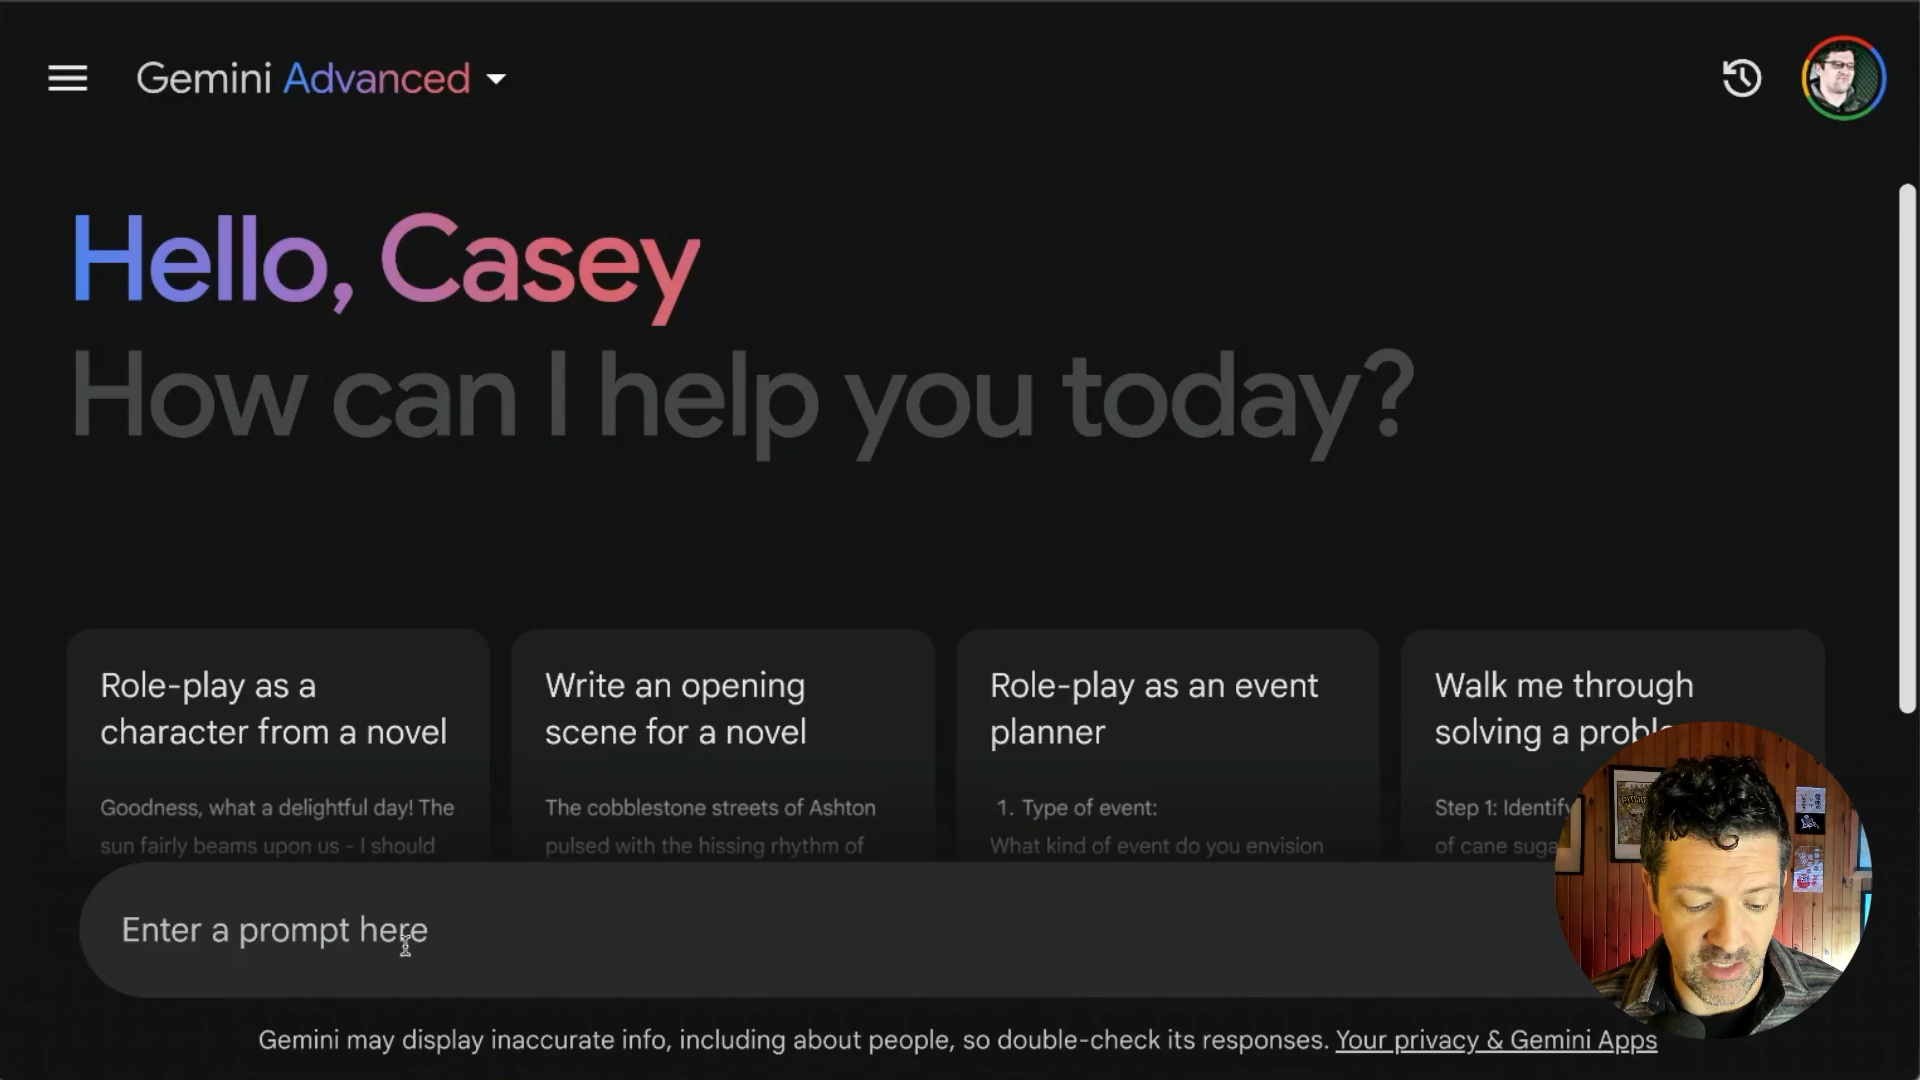 Gemini Advanced
Hello, Casey
How can I help you today?
Role-play as a
character from a novel
Goodness, what a delightful day! The
sun fairly beams upon us - I should
Write an opening
scene for a novel
The cobblestone streets of Ashton
pulsed with the hissing rhythm of
Role-play as an event
planner
1. Type of event:
What kind of event do you envision
Walk me through
solving a
Step 1: Identify
of cane
Enter a prompt here
Gemini may display inaccurate info, including about people, so double-check its responses. Your privacy & Gemini Apps